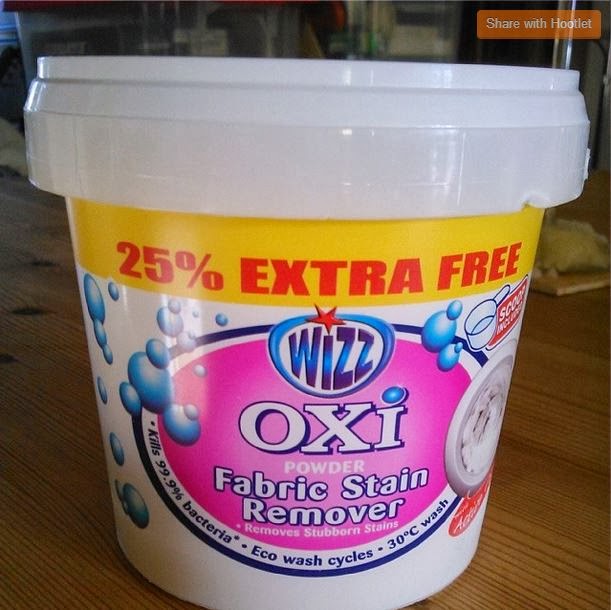 Share with Hootlet
25% EXTRA FREE
SCOOP
WIZZ
OXi
POWDER
Fabric Stain
Remover
• Removes Stubborn Stains
• Kills 99.9% bacteria* • Eco wash cycles • 30°C wash